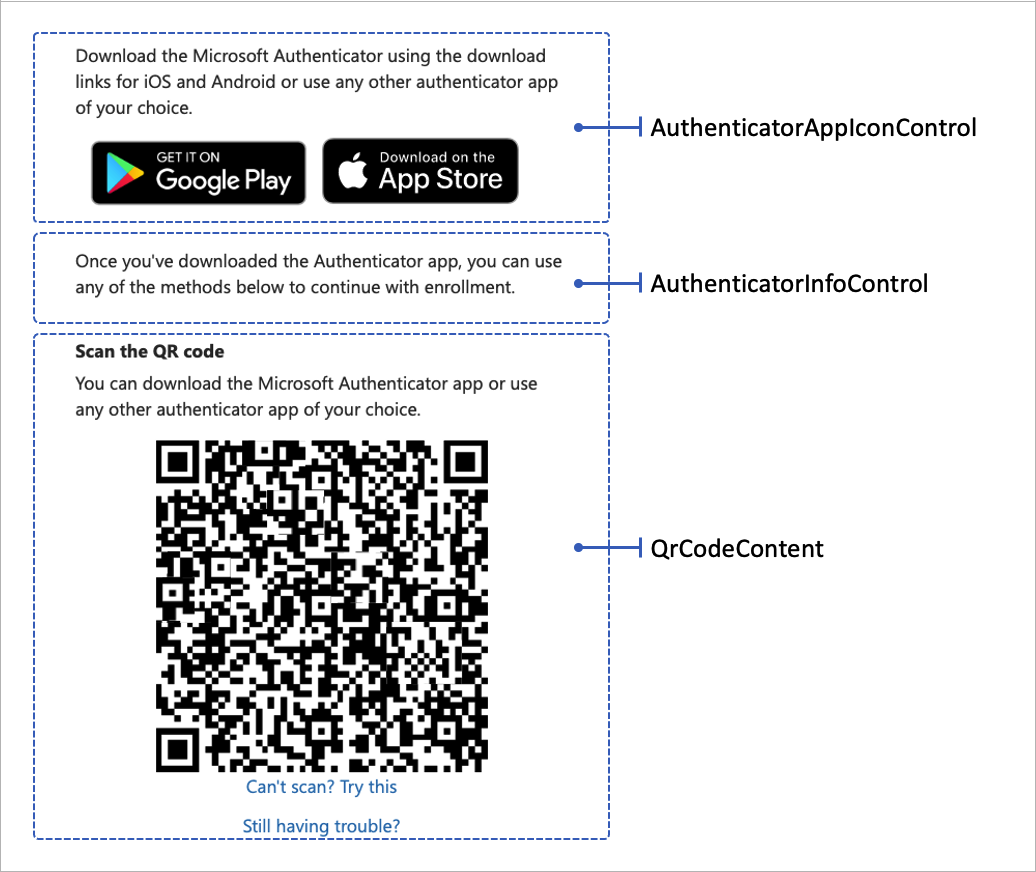 Download the Microsoft Authenticator using the download
links for iOS and Android or use any other authenticator app
of your choice.
GET IT ON
Google Play
Download on the
App Store
AuthenticatorAppIconControl
Once you've downloaded the Authenticator app, you can use
any of the methods below to continue with enrollment.
AuthenticatorInfoControl
Scan the QR code
You can download the Microsoft Authenticator app or use
any other authenticator app of your choice.
QrCodeContent
Can't scan? Try this
Still having trouble?